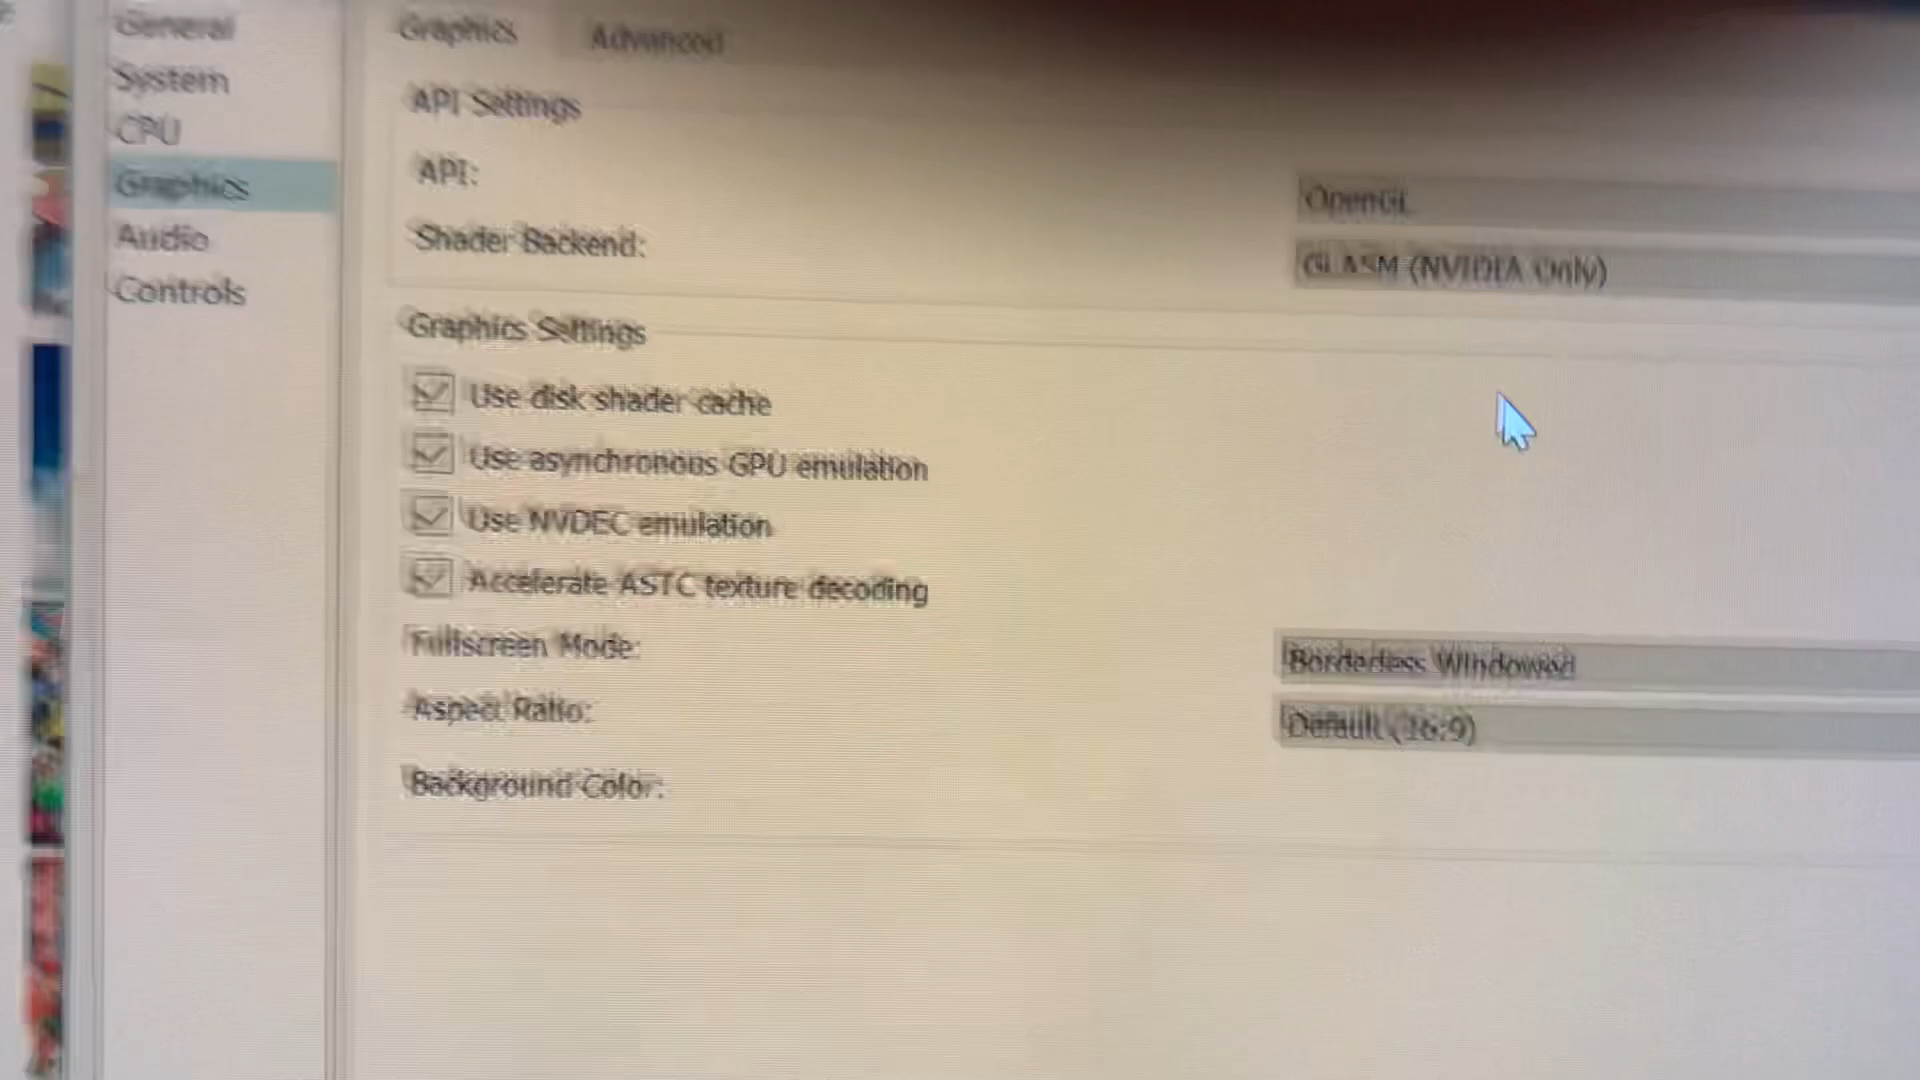 General
System
CPU
Graphics
Audio
Controls
Graphics
Advanced
API Settings
API:
OpenGL
Shader Backend:
GLASM (NVIDIA Only)
Graphics Settings
Use disk shader cache
Use asynchronous GPU emulation
Use NVDEC emulation
Accelerate ASTC texture decoding
Fullscreen Mode:
Borderless Windowed
Aspect Ratio:
Default (16:9)
Background Color: